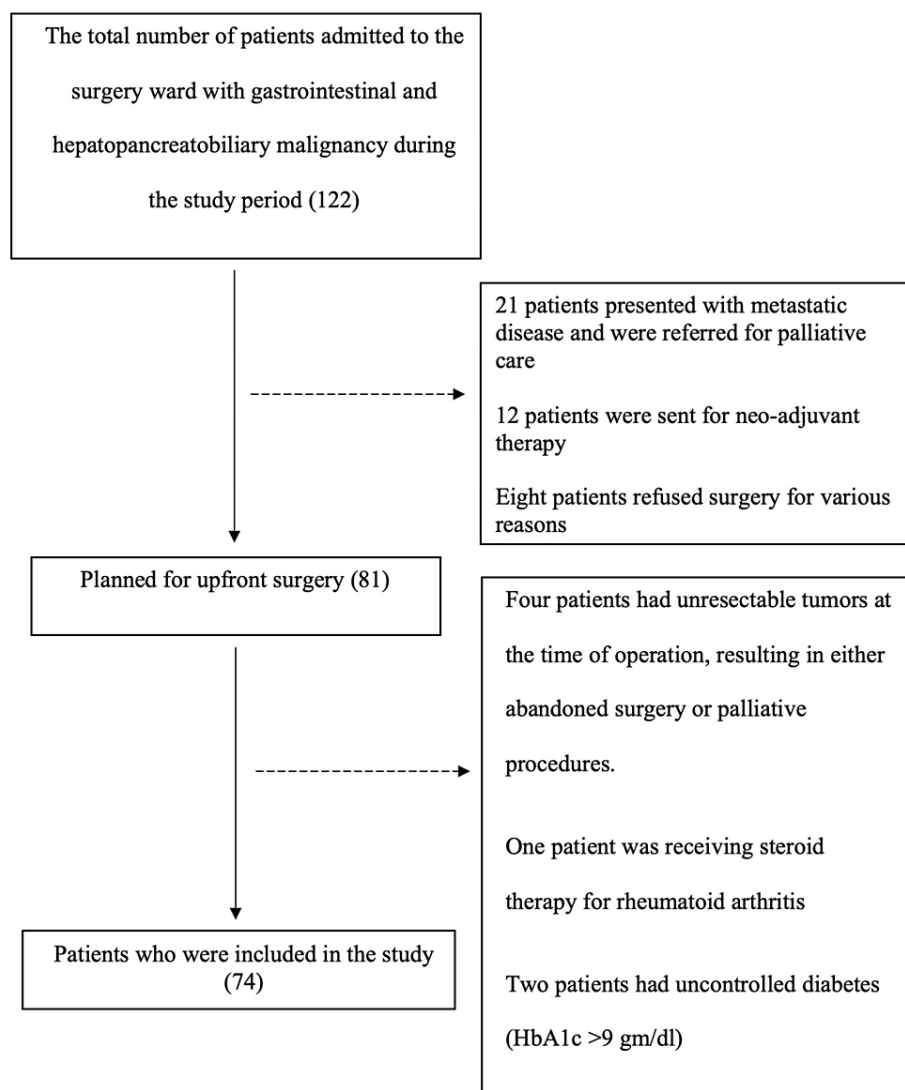 The total number of patients admitted to the
surgery ward with gastrointestinal and
hepatopancreatobiliary malignancy during
the study period (122)
21 patients presented with metastatic
disease and were referred for palliative
care
12 patients were sent for neo-adjuvant
therapy
Eight patients refused surgery for various
reasons
Planned for upfront surgery (81)
Four patients had unresectable tumors at
the time of operation, resulting in either
abandoned surgery or palliative
procedures.
One patient was receiving steroid
therapy for rheumatoid arthritis
Two patients had uncontrolled diabetes
(HbA1c >9 gm/dl)
Patients who were included in the study
(74)